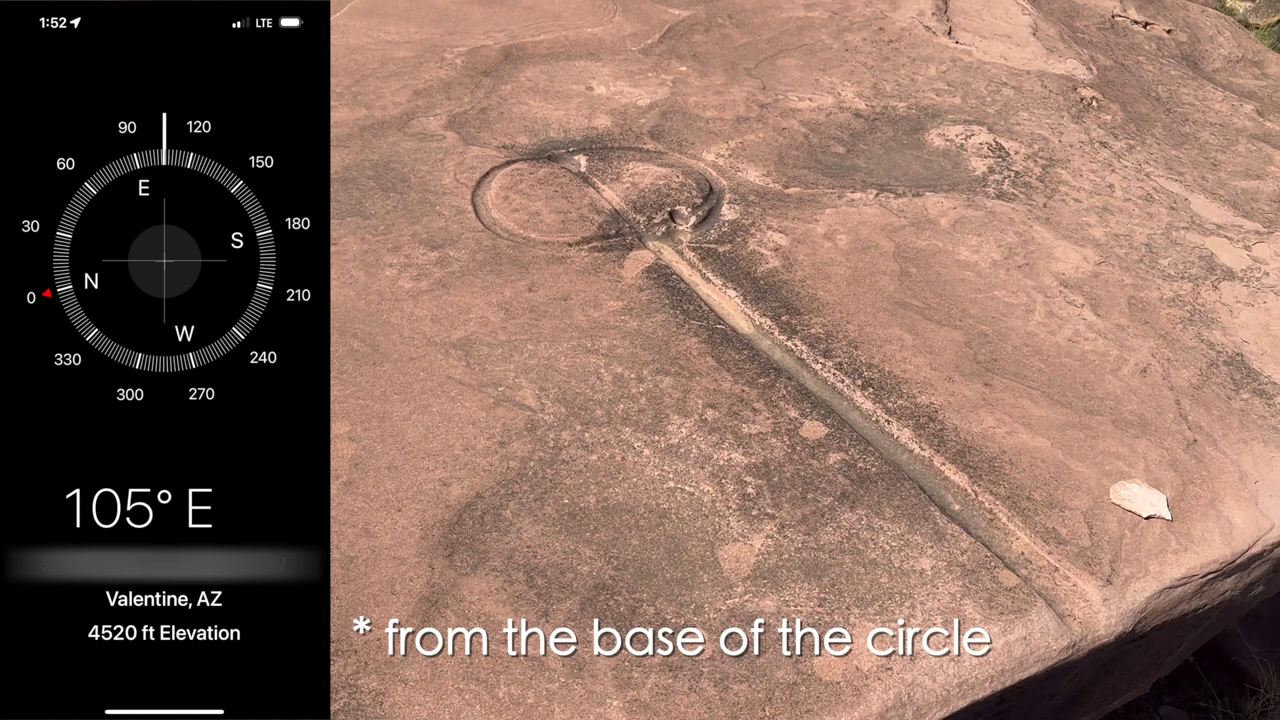 1:52
LTE
90
120
60
150
E
30
180
S
N
0
210
W
330
240
300
270
105° E
Valentine, AZ
4520 ft Elevation
* from the base of the circle